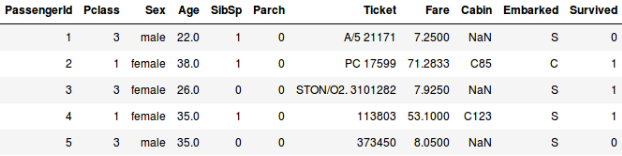 PassengerId Pclass Sex Age SibSp Parch Ticket Fare Cabin Embarked Survived
1 3 male 22.0 1 0 A/5 21171 7.2500 NaN S 0
2 1 female 38.0 1 0 PC 17599 71.2833 C85 C 1
3 3 female 26.0 0 0 STON/O2. 3101282 7.9250 NaN S 1
4 1 female 35.0 1 0 113803 53.1000 C123 S 1
5 3 male 35.0 0 0 373450 8.0500 NaN S 0